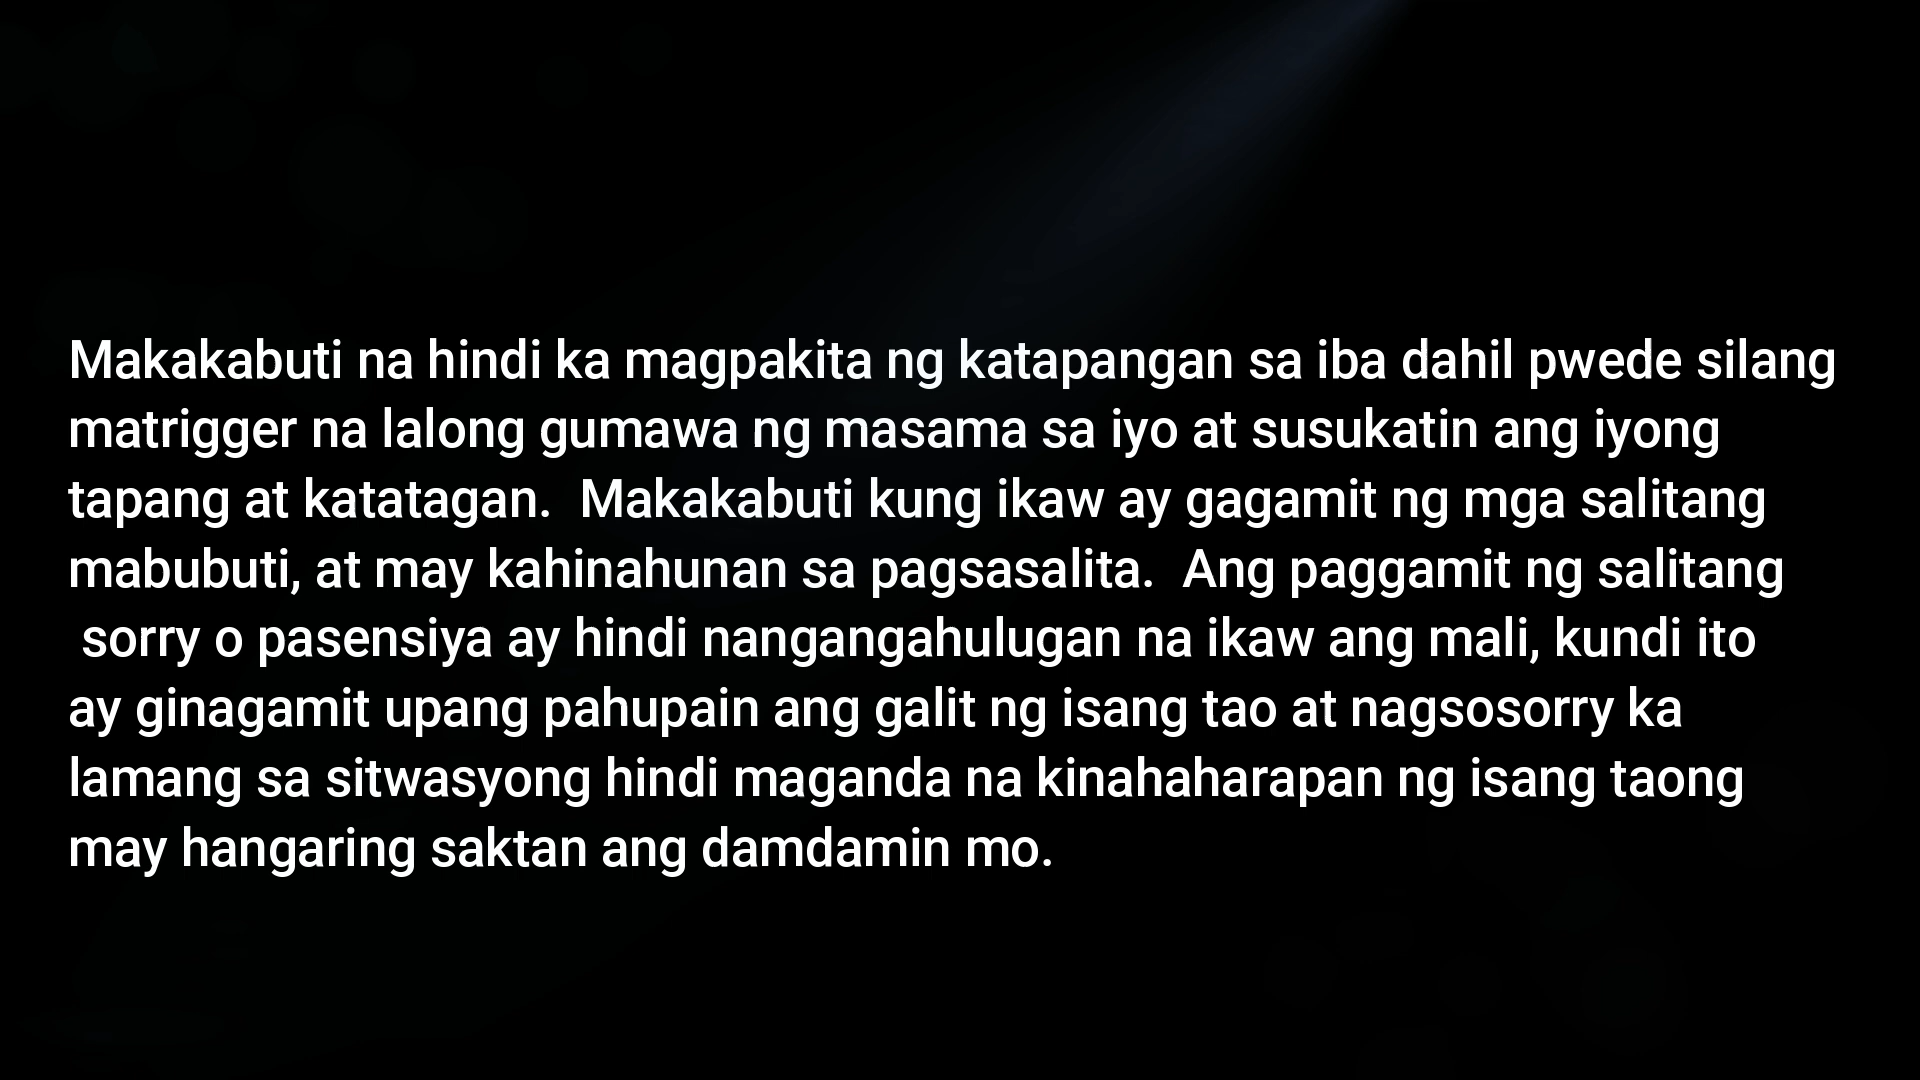 Makakabuti na hindi ka magpakita ng katapangan sa iba dahil pwede silang
matrigger na lalong gumawa ng masama sa iyo at susukatin ang iyong
tapang at katatagan.  Makakabuti kung ikaw ay gagamit ng mga salitang
mabubuti, at may kahinahunan sa pagsasalita.  Ang paggamit ng salitang
sorry o pasensiya ay hindi nangangahulugan na ikaw ang mali, kundi ito
ay ginagamit upang pahupain ang galit ng isang tao at nagsosorry ka
lamang sa sitwasyong hindi maganda na kinahaharapan ng isang taong
may hangaring saktan ang damdamin mo.